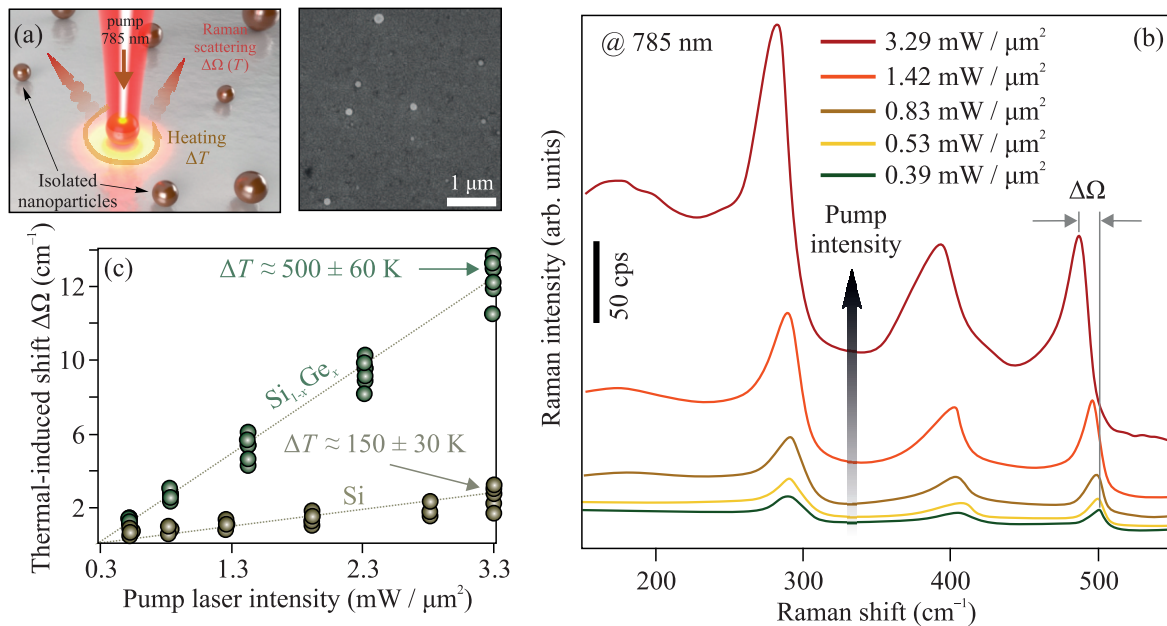 (a)
pump
785 nm
Raman
scattering
ΔΩ (T)
Heating
ΔT
Isolated
nanoparticles
1 μm
(b)
@ 785 nm
3.29 mW / μm²
1.42 mW / μm²
0.83 mW / μm²
0.53 mW / μm²
0.39 mW / μm²
ΔΩ
Pump
intensity
50 cps
Raman intensity (arb. units)
150
300
400
500
Raman shift (cm⁻¹)
(c)
ΔT ≈ 500 ± 60 K
Si₁₋ₓGeₓ
ΔT ≈ 150 ± 30 K
Si
Thermal-induced shift ΔΩ (cm⁻¹)
12
10
6
4
2
0.3
1.3
2.3
3.3
Pump laser intensity (mW / μm²)